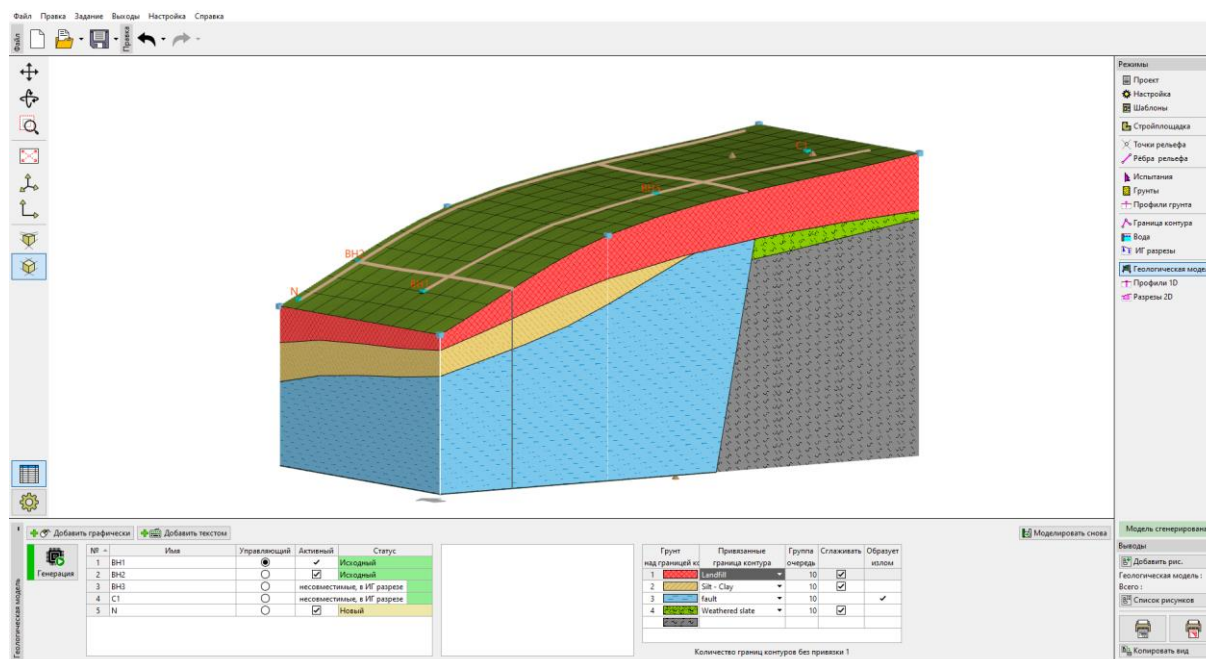 Файл Правка Задание Выходы Настройка Справка
Файл
Правка
Режимы
Проект
Настройка
Шаблоны
Стройплощадка
Точки рельефа
Рёбра рельефа
Испытания
Грунты
Профили грунта
Граница контура
Вода
ИГ разрезы
Геологическая модел
Профили 1D
Разрезы 2D
BH2
N
C1
Добавить графически Добавить текстом
Моделировать снова
Модель сгенерирована
Геологическая модель
Генерация
№ Имя Управляющий Активный Статус
1 BH1 Исходный
2 BH2 Исходный
3 BH3 несовместимые, в ИГ разрезе
4 C1 несовместимые, в ИГ разрезе
5 N Новый
Грунт Привязанные Группа Сглаживать Образует
над границей ко граница контура очередь излом
1 Landfill 10
2 Silt - Clay 10
3 fault 10
4 Weathered slate 10
Количество границ контуров без привязки 1
Выводы
Добавить рис.
Геологическая модель :
Всего :
Список рисунков
Копировать вид